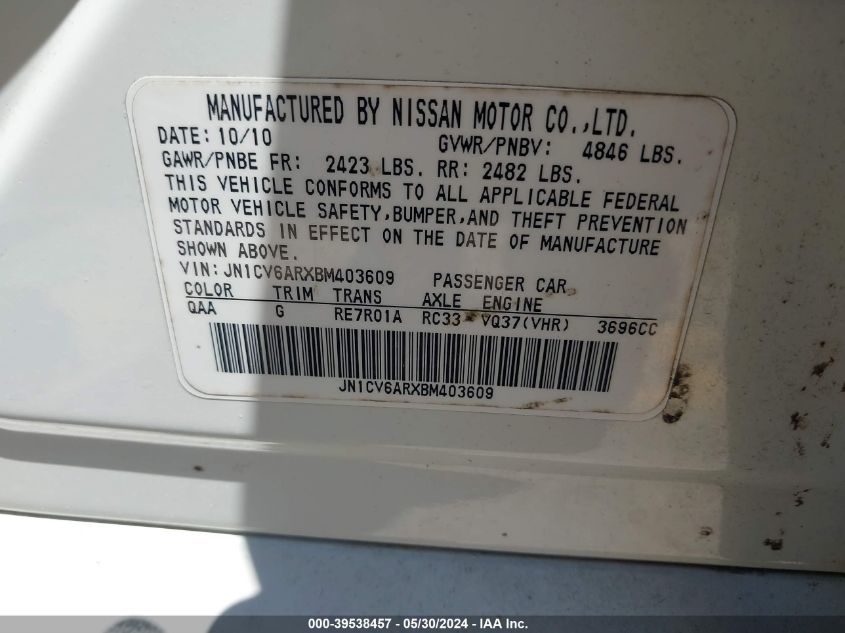 MANUFACTURED BY NISSAN MOTOR CO.,LTD.
DATE: 10/10 GVWR/PNBV: 4846 LBS.
GAWR/PNBE FR: 2423 LBS. RR: 2482 LBS.
THIS VEHICLE CONFORMS TO ALL APPLICABLE FEDERAL
MOTOR VEHICLE SAFETY,BUMPER,AND THEFT PREVENTION
STANDARDS IN EFFECT ON THE DATE OF MANUFACTURE
SHOWN ABOVE.
VIN: JN1CV6ARXBM403609 PASSENGER CAR
COLOR TRIM TRANS AXLE ENGINE
QAA G RE7R01A RC33 VQ37(VHR) 3696CC
JN1CV6ARXBM403609
000-39538457 - 05/30/2024 - IAA Inc.